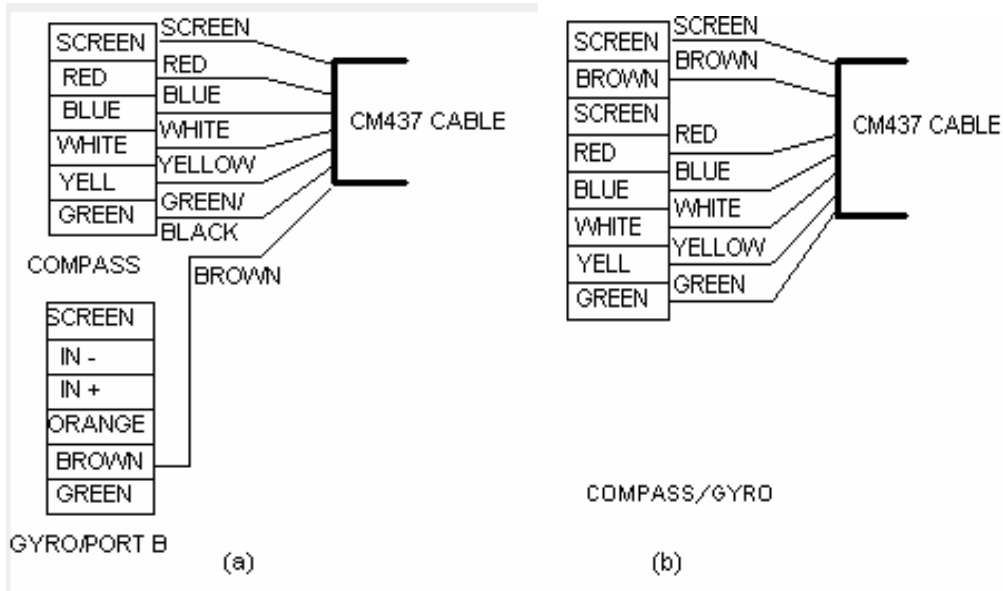 SCREEN
RED
BLUE
WHITE
YELL
GREEN
SCREEN
RED
BLUE
WHITE
YELLOW
GREEN/
BLACK
BROWN
CM437 CABLE
COMPASS
SCREEN
IN -
IN +
ORANGE
BROWN
GREEN
GYRO/PORT B
(a)
SCREEN
BROWN
SCREEN
RED
BLUE
WHITE
YELL
GREEN
SCREEN
BROWN
RED
BLUE
WHITE
YELLOW
GREEN
CM437 CABLE
COMPASS/GYRO
(b)